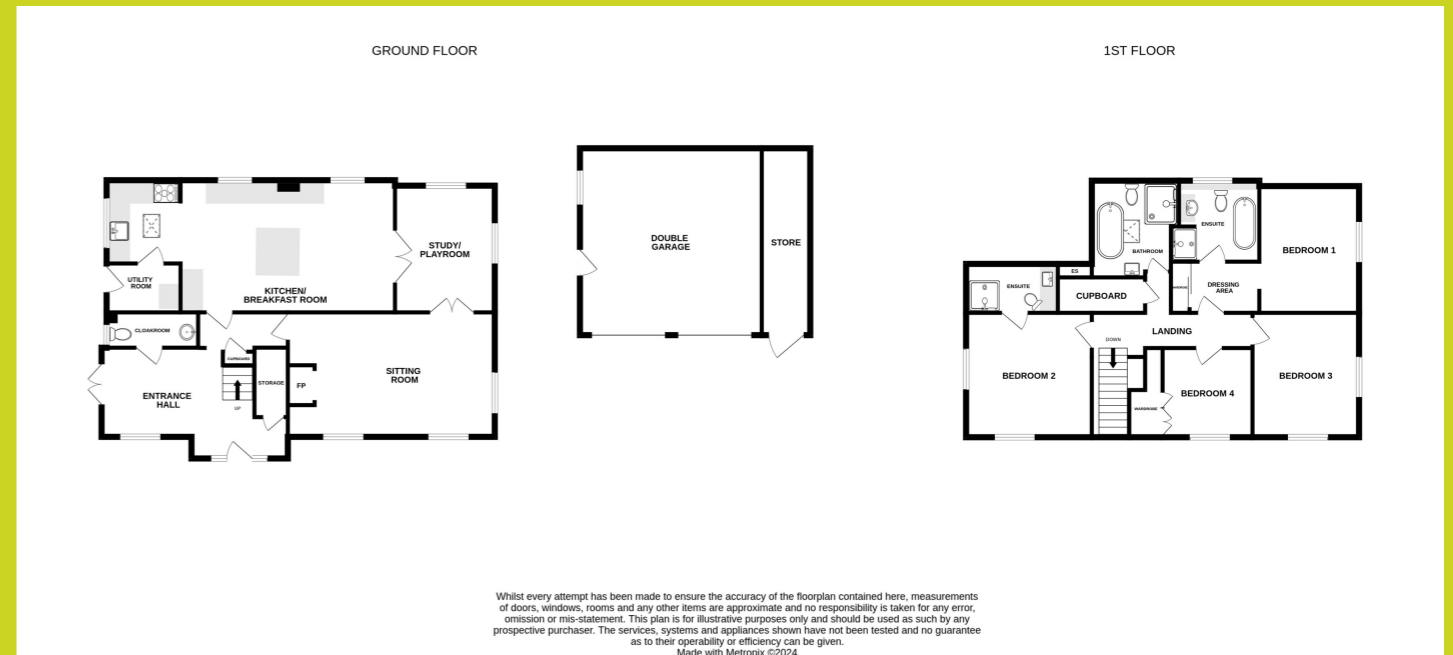 GROUND FLOOR
1ST FLOOR
STUDY/
PLAYROOM
UTILITY
ROOM
KITCHEN/
BREAKFAST ROOM
CLOAKROOM
CUPBOARD
STORAGE
FP
SITTING
ROOM
ENTRANCE
HALL
UP
DOUBLE
GARAGE
STORE
ENSUITE
BATHROOM
BEDROOM 1
ES
ENSUITE
CUPBOARD
WARDROBE
DRESSING
AREA
LANDING
DOWN
BEDROOM 2
BEDROOM 3
BEDROOM 4
WARDROBE
Whilst every attempt has been made to ensure the accuracy of the floorplan contained here, measurements
of doors, windows, rooms and any other items are approximate and no responsibility is taken for any error,
omission or mis-statement. This plan is for illustrative purposes only and should be used as such by any
prospective purchaser. The services, systems and appliances shown have not been tested and no guarantee
as to their operability or efficiency can be given.
Made with Metropix ©2024